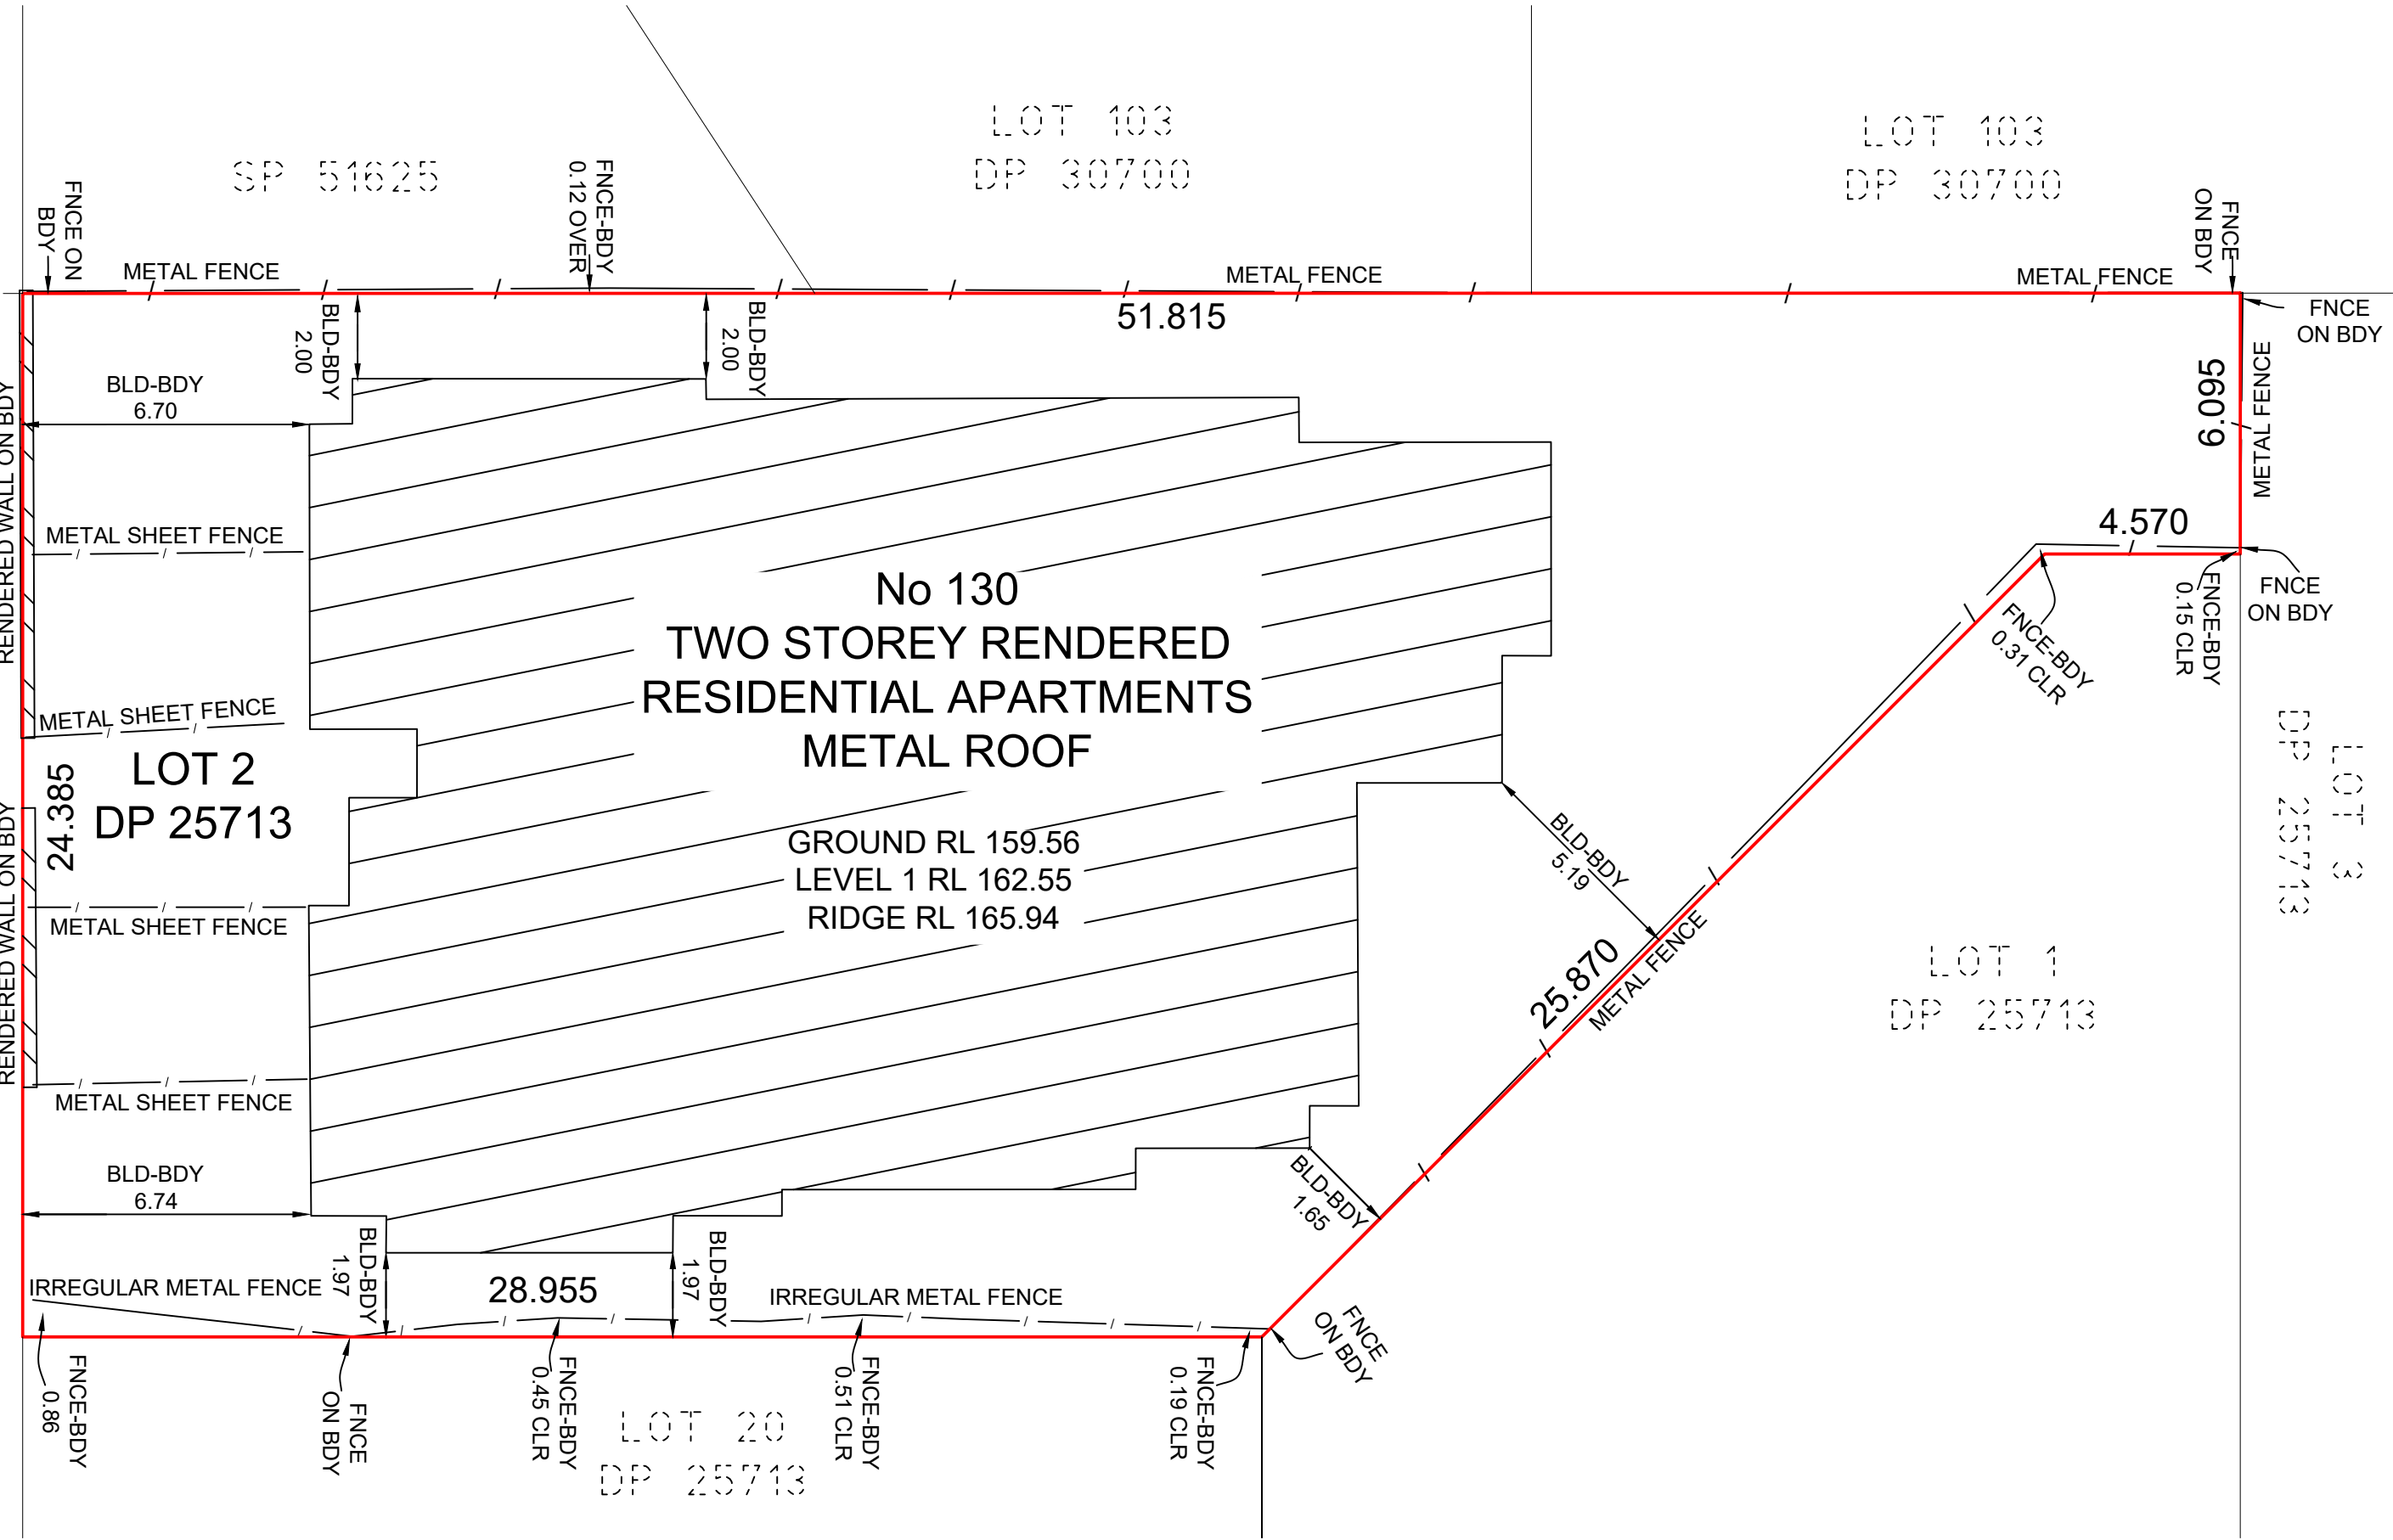 LOT 103
DP 30700
LOT 103
DP 30700
SP 51625
FNCE ON
BDY
FNCE-BDY
0.12 OVER
FNCE
ON BDY
METAL FENCE
METAL FENCE
METAL FENCE
51.815
FNCE
ON BDY
BLD-BDY
2.00
BLD-BDY
2.00
BLD-BDY
6.70
6.095
METAL FENCE
RENDERED WALL ON BDY
METAL SHEET FENCE
4.570
FNCE-BDY
0.15 CLR
FNCE
ON BDY
FNCE-BDY
0.31 CLR
No 130
TWO STOREY RENDERED
RESIDENTIAL APARTMENTS
METAL ROOF
METAL SHEET FENCE
LOT 2
DP 25713
24.385
RENDERED WALL ON BDY
GROUND RL 159.56
LEVEL 1 RL 162.55
RIDGE RL 165.94
METAL SHEET FENCE
BLD-BDY
5.19
LOT 3
DP 25713
25.870
METAL FENCE
LOT 1
DP 25713
METAL SHEET FENCE
BLD-BDY
6.74
BLD-BDY
1.65
BLD-BDY
1.97
BLD-BDY
1.97
IRREGULAR METAL FENCE
28.955
IRREGULAR METAL FENCE
FNCE
ON BDY
FNCE-BDY
0.86
FNCE
ON BDY
FNCE-BDY
0.45 CLR
FNCE-BDY
0.51 CLR
FNCE-BDY
0.19 CLR
LOT 20
DP 25713